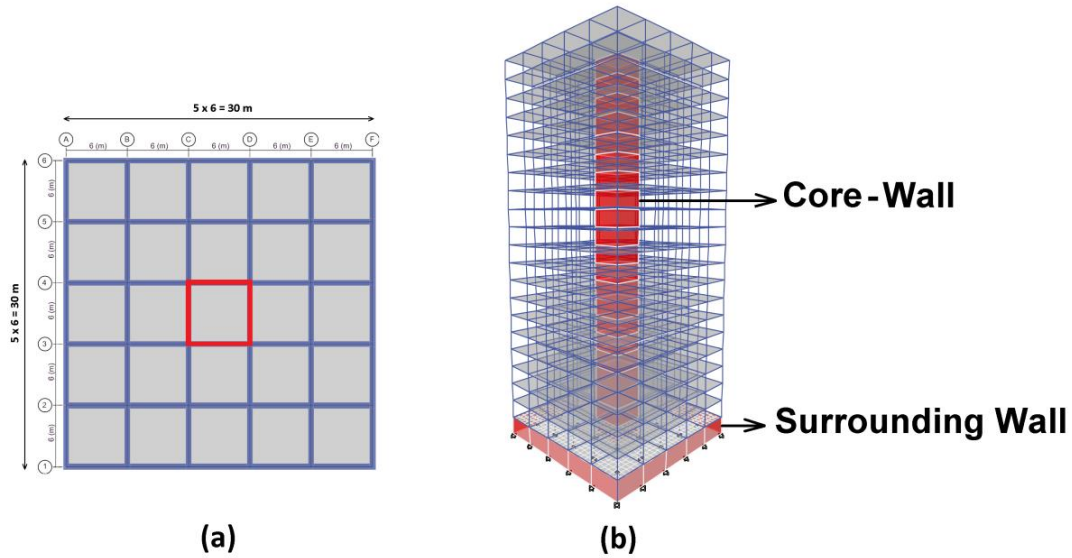 5 x 6 = 30 m
A B C D E F
6 (m) 6 (m) 6 (m) 6 (m) 6 (m)
6
6 (m)
5
6 (m)
4
5 x 6 = 30 m
6 (m)
3
6 (m)
2
6 (m)
1
(a)
Core-Wall
Surrounding Wall
(b)